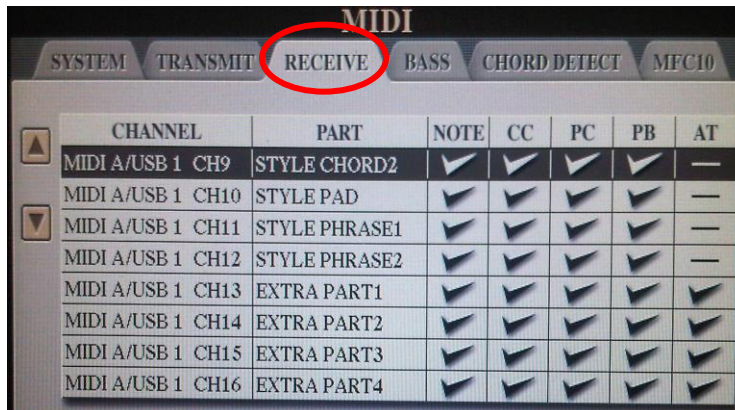 MIDI
SYSTEM TRANSMIT RECEIVE BASS CHORD DETECT MFC10
CHANNEL PART NOTE CC PC PB AT
MIDI A/USB 1 CH9 STYLE CHORD2
MIDI A/USB 1 CH10 STYLE PAD
MIDI A/USB 1 CH11 STYLE PHRASE1
MIDI A/USB 1 CH12 STYLE PHRASE2
MIDI A/USB 1 CH13 EXTRA PART1
MIDI A/USB 1 CH14 EXTRA PART2
MIDI A/USB 1 CH15 EXTRA PART3
MIDI A/USB 1 CH16 EXTRA PART4